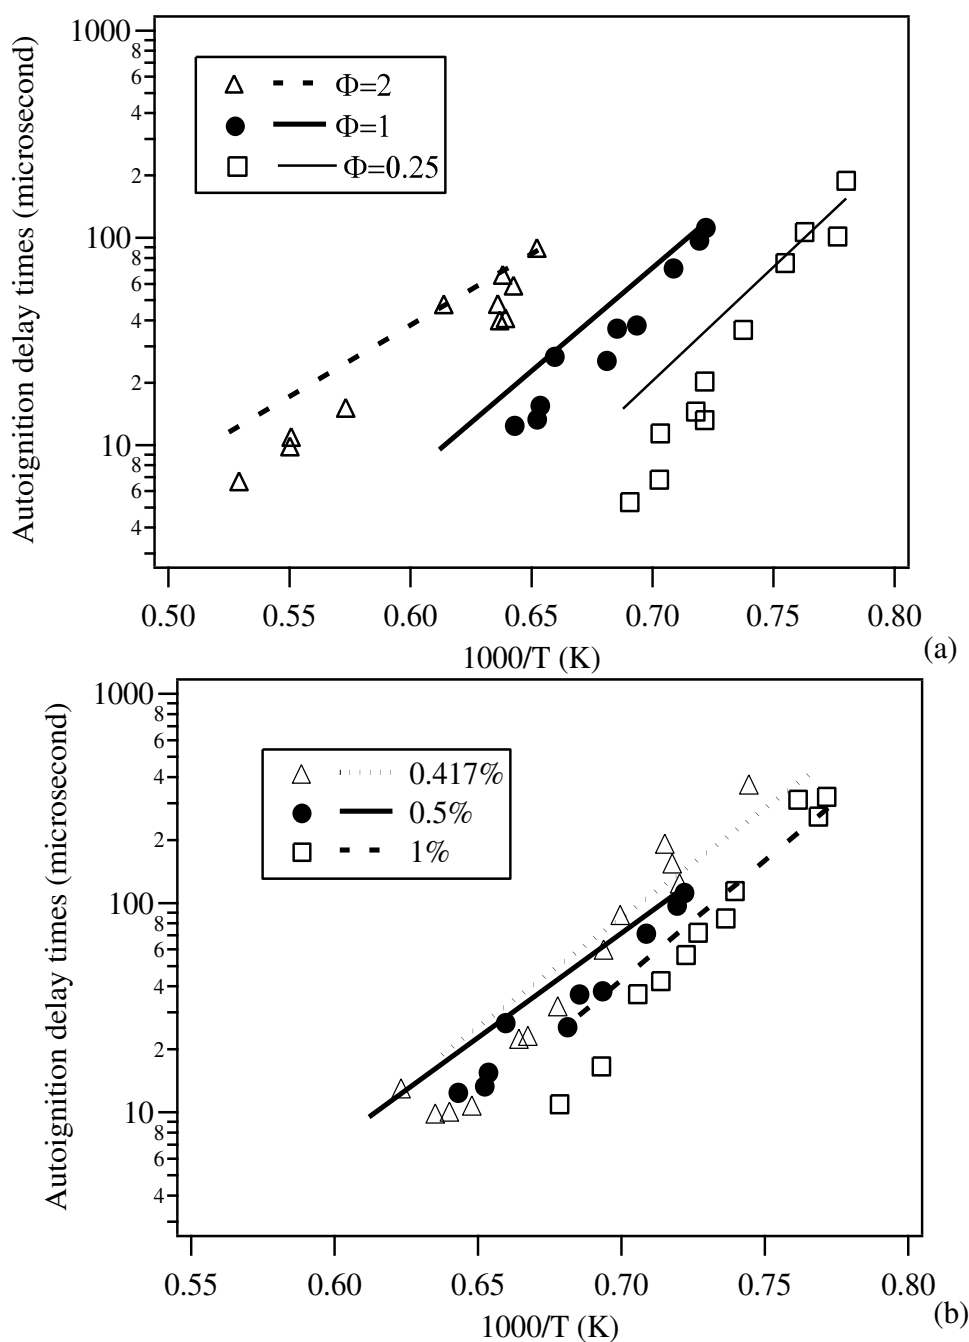 Autoignition delay times (microsecond)
1000
8
6
4
2
100
8
6
4
2
10
8
6
4
Φ=2
Φ=1
Φ=0.25
0.50 0.55 0.60 0.65 0.70 0.75 0.80
1000/T (K)
(a)
Autoignition delay times (microsecond)
1000
8
6
4
2
100
8
6
4
2
10
8
6
4
0.417%
0.5%
1%
0.55 0.60 0.65 0.70 0.75 0.80
1000/T (K)
(b)